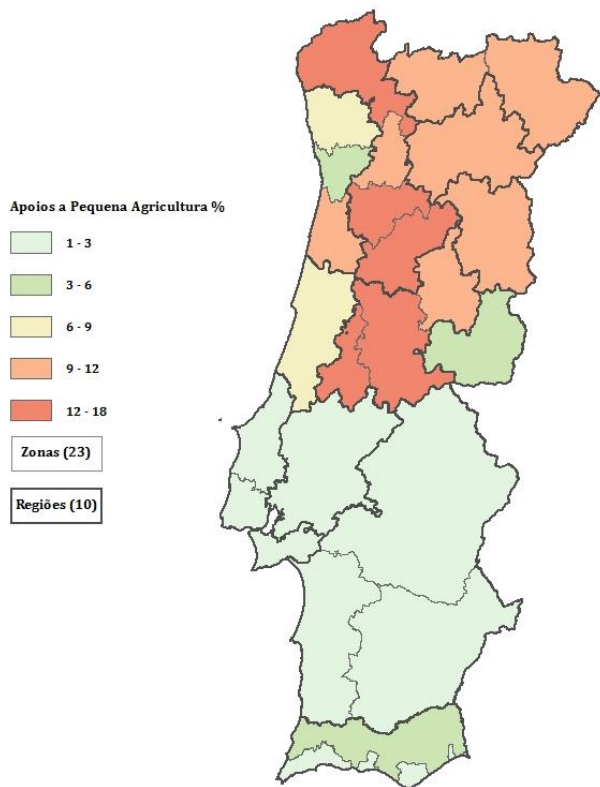 Apoios a Pequena Agricultura %
1 - 3
3 - 6
6 - 9
9 - 12
12 - 18
Zonas (23)
Regiões (10)